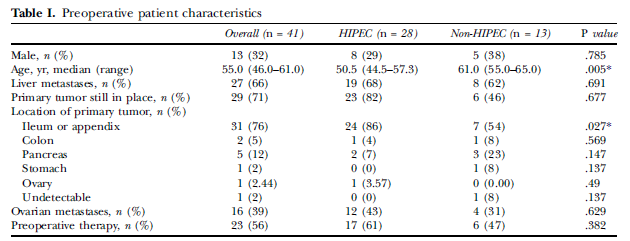 Table I. Preoperative patient characteristics
Overall (n = 41) HIPEC (n = 28) Non-HIPEC (n = 13) P value
Male, n (%) 13 (32) 8 (29) 5 (38) .785
Age, yr, median (range) 55.0 (46.0–61.0) 50.5 (44.5–57.3) 61.0 (55.0–65.0) .005*
Liver metastases, n (%) 27 (66) 19 (68) 8 (62) .691
Primary tumor still in place, n (%) 29 (71) 23 (82) 6 (46) .677
Location of primary tumor, n (%)
Ileum or appendix 31 (76) 24 (86) 7 (54) .027*
Colon 2 (5) 1 (4) 1 (8) .569
Pancreas 5 (12) 2 (7) 3 (23) .147
Stomach 1 (2) 0 (0) 1 (8) .137
Ovary 1 (2.44) 1 (3.57) 0 (0.00) .49
Undetectable 1 (2) 0 (0) 1 (8) .137
Ovarian metastases, n (%) 16 (39) 12 (43) 4 (31) .629
Preoperative therapy, n (%) 23 (56) 17 (61) 6 (47) .382